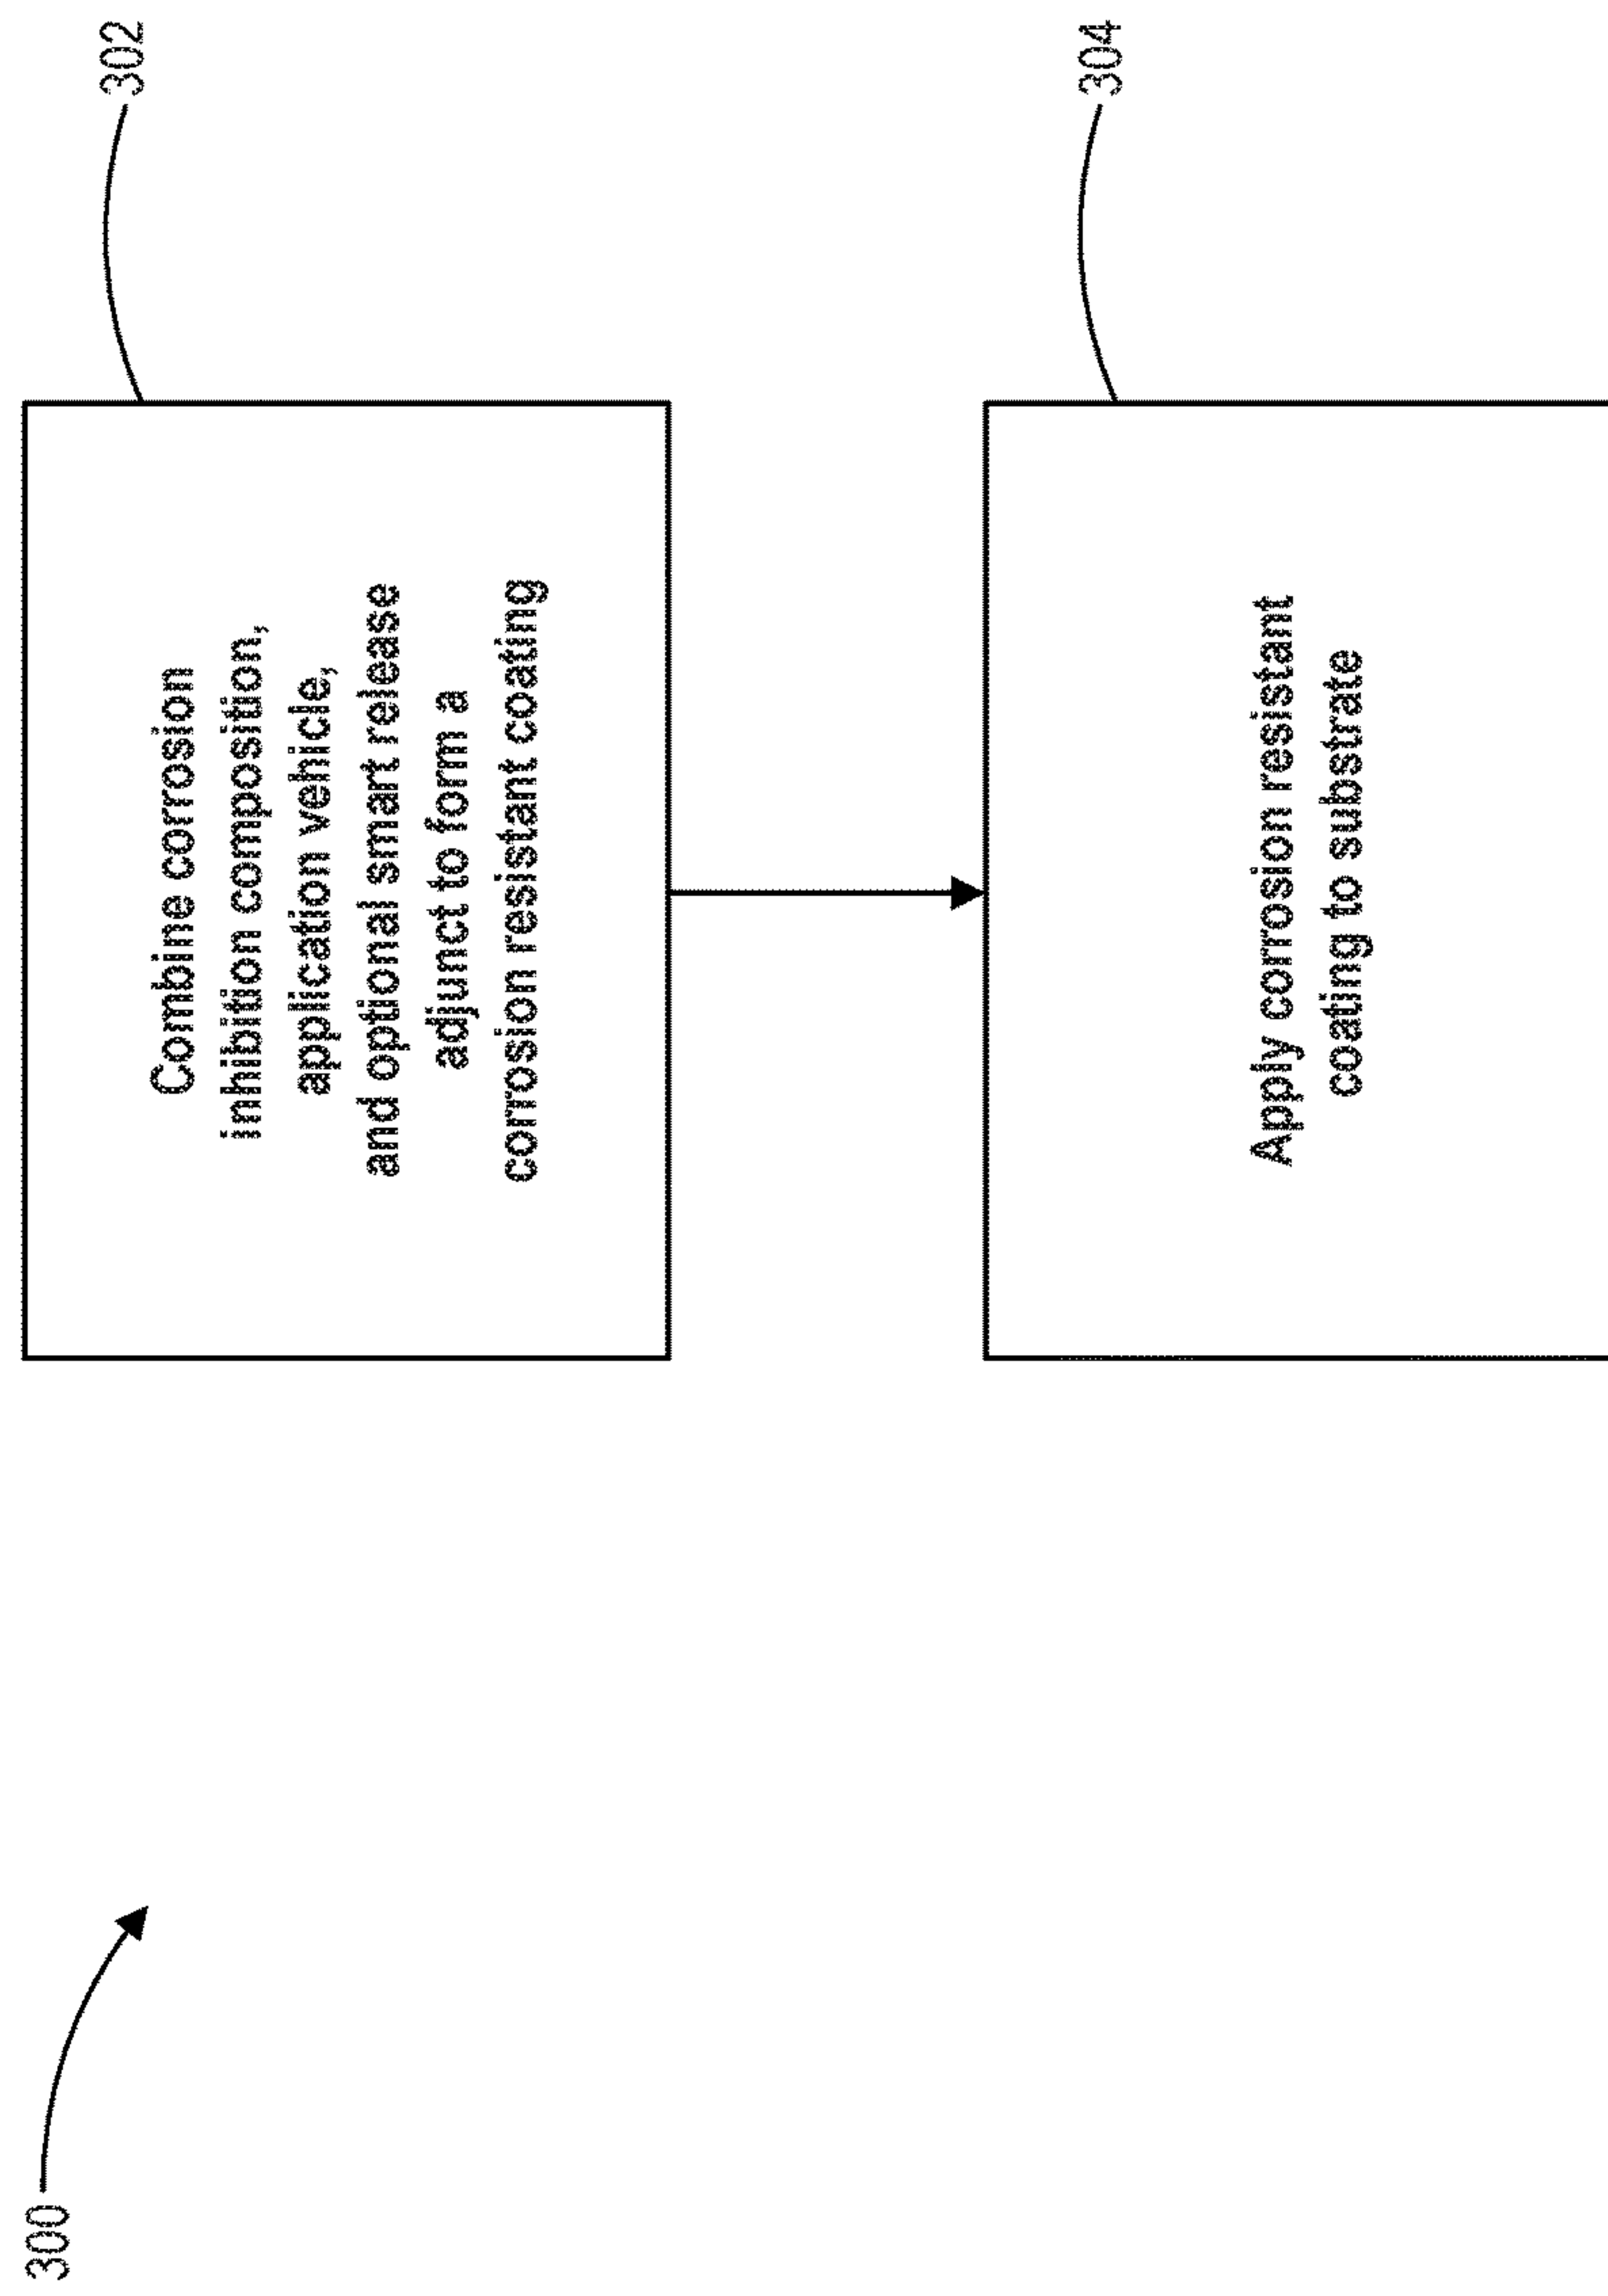 300
302
Combine corrosion
inhibition composition,
application vehicle,
and optional smart release
adjunct to form a
corrosion resistant coating
304
Apply corrosion resistant
coating to substrate